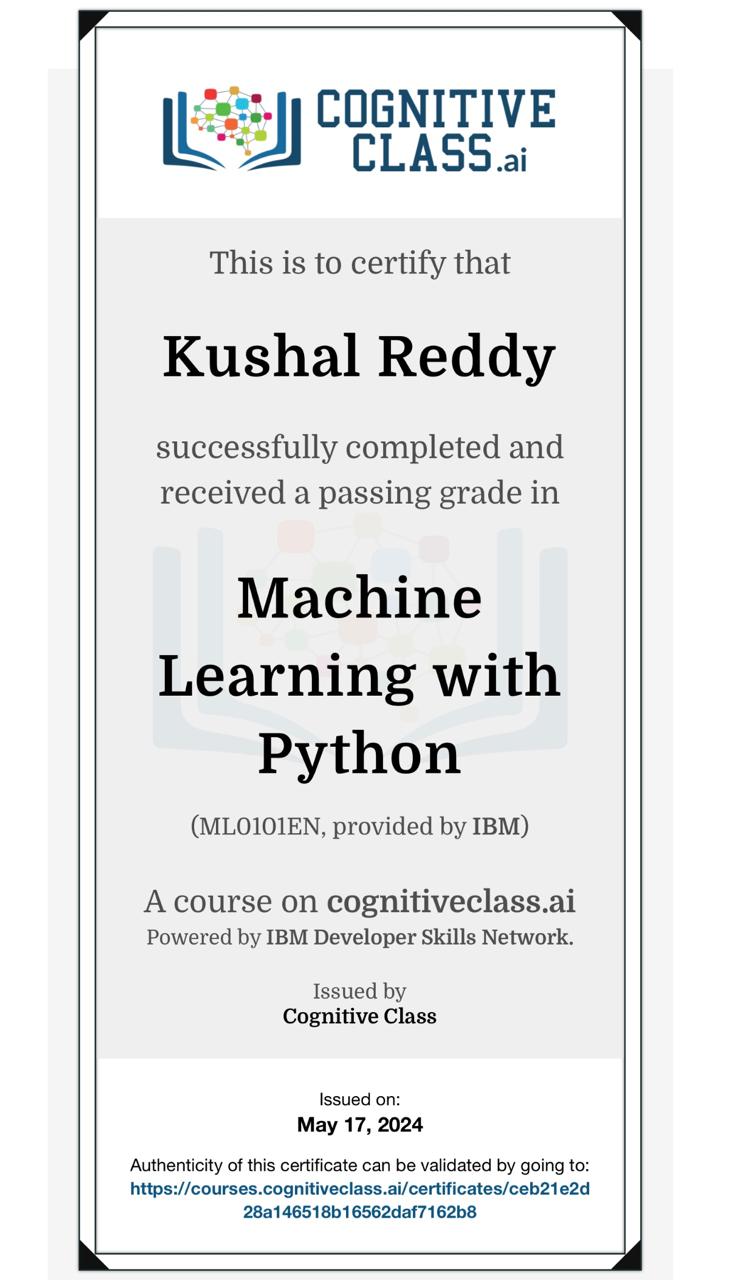 COGNITIVE
CLASS.ai
This is to certify that
Kushal Reddy
successfully completed and
received a passing grade in
Machine
Learning with
Python
(ML0101EN, provided by IBM)
A course on cognitiveclass.ai
Powered by IBM Developer Skills Network.
Issued by
Cognitive Class
Issued on:
May 17, 2024
Authenticity of this certificate can be validated by going to:
https://courses.cognitiveclass.ai/certificates/ceb21e2d
28a146518b16562daf7162b8